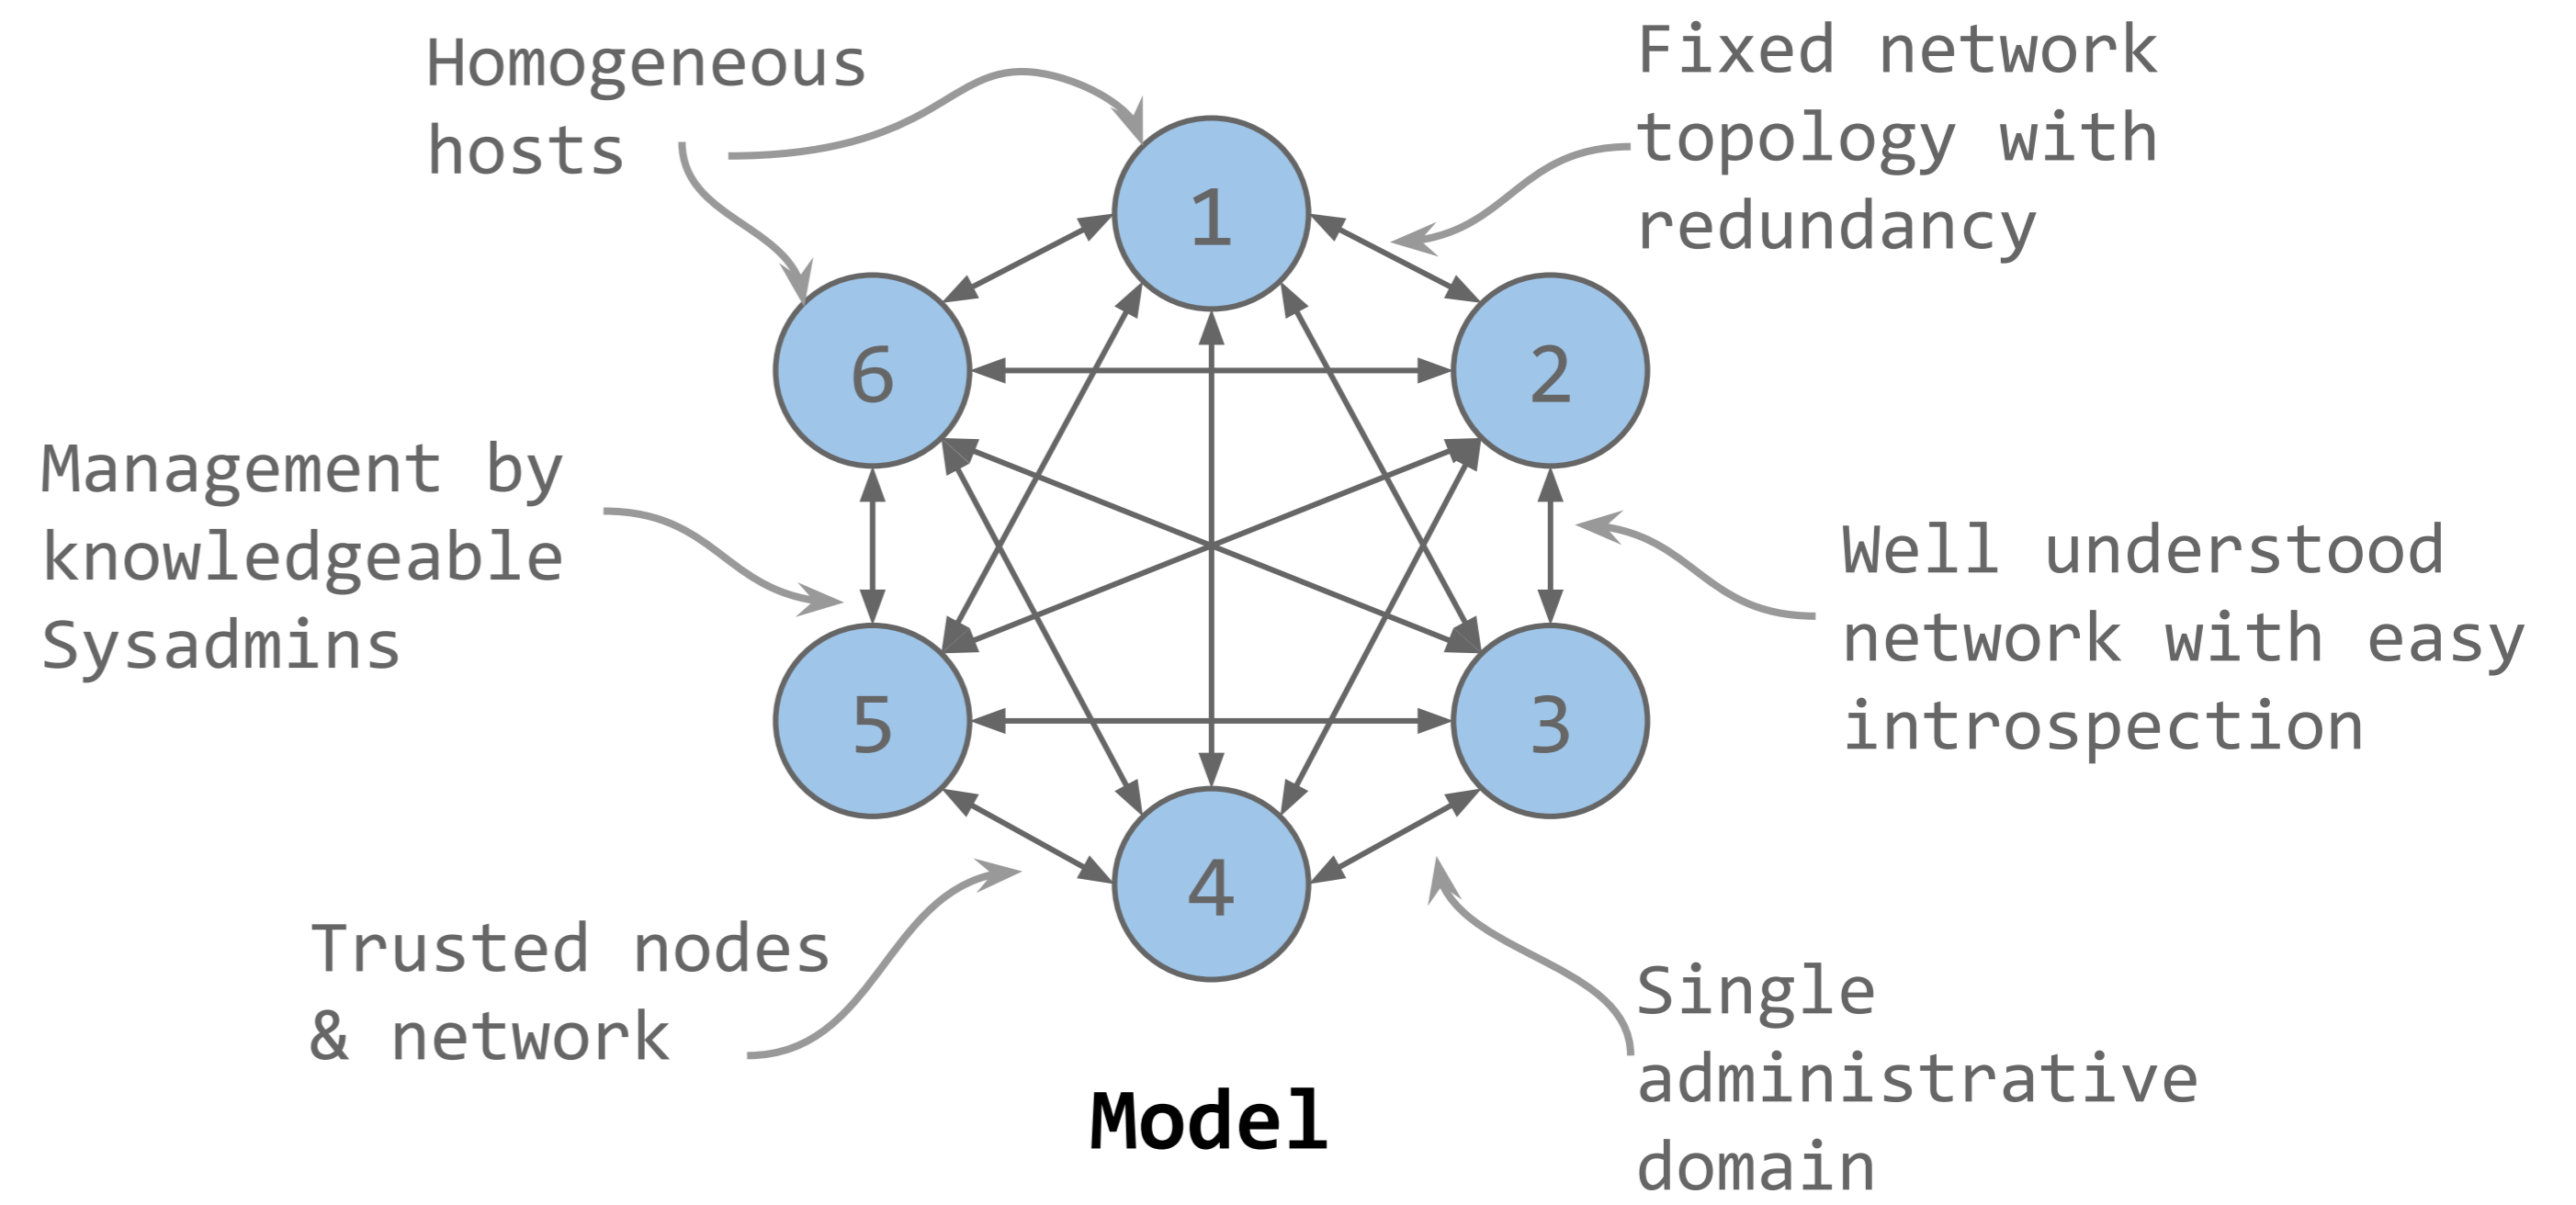 Homogeneous
hosts
Fixed network
topology with
redundancy
1
6
2
Management by
knowledgeable
Sysadmins
Well understood
network with easy
introspection
5
3
4
Trusted nodes
& network
Single
administrative
domain
Model